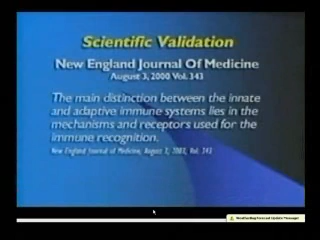 Scientific Validation
New England Journal Of Medicine
August 3, 2000 Vol. 343
The main distinction between the innate
and adaptive immune systems lies in the
mechanisms and receptors used for the
immune recognition.
New England Journal of Medicine, August 3, 2003, Vol: 343